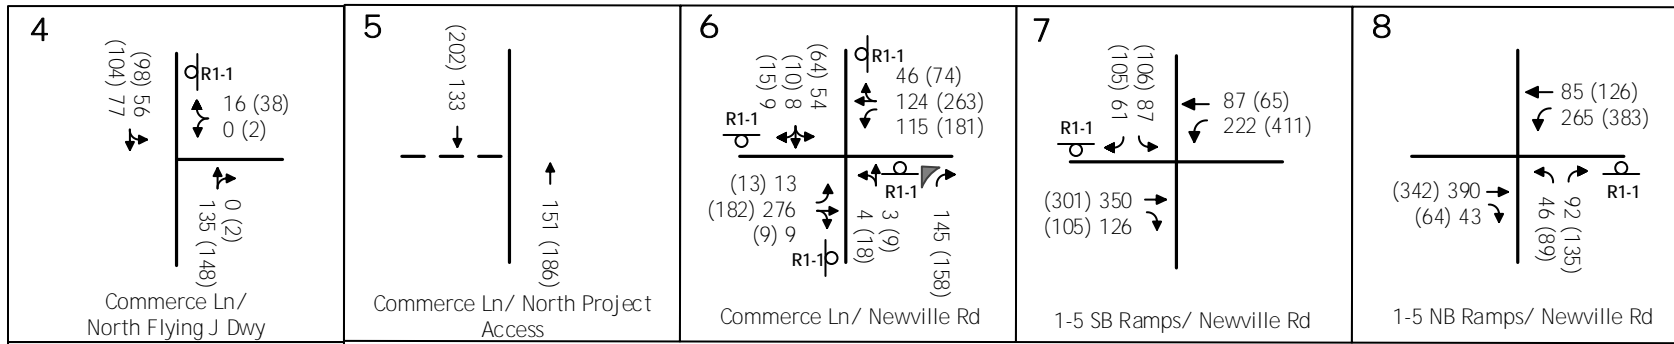 4
(98) 56
(104) 77
R1-1
16 (38)
0 (2)
0 (2)
135 (148)
Commerce Ln/
North Flying J Dwy
5
(202) 133
151 (186)
Commerce Ln/ North Project
Access
6
(64) 54
(10) 8
(15) 9
R1-1
46 (74)
124 (263)
115 (181)
R1-1
(13) 13
(182) 276
(9) 9
R1-1
R1-1
4 (18)
3 (9)
145 (158)
Commerce Ln/ Newville Rd
7
(106) 87
(105) 61
87 (65)
222 (411)
R1-1
(301) 350
(105) 126
1-5 SB Ramps/ Newville Rd
8
85 (126)
265 (383)
(342) 390
(64) 43
92 (135)
46 (89)
R1-1
1-5 NB Ramps/ Newville Rd